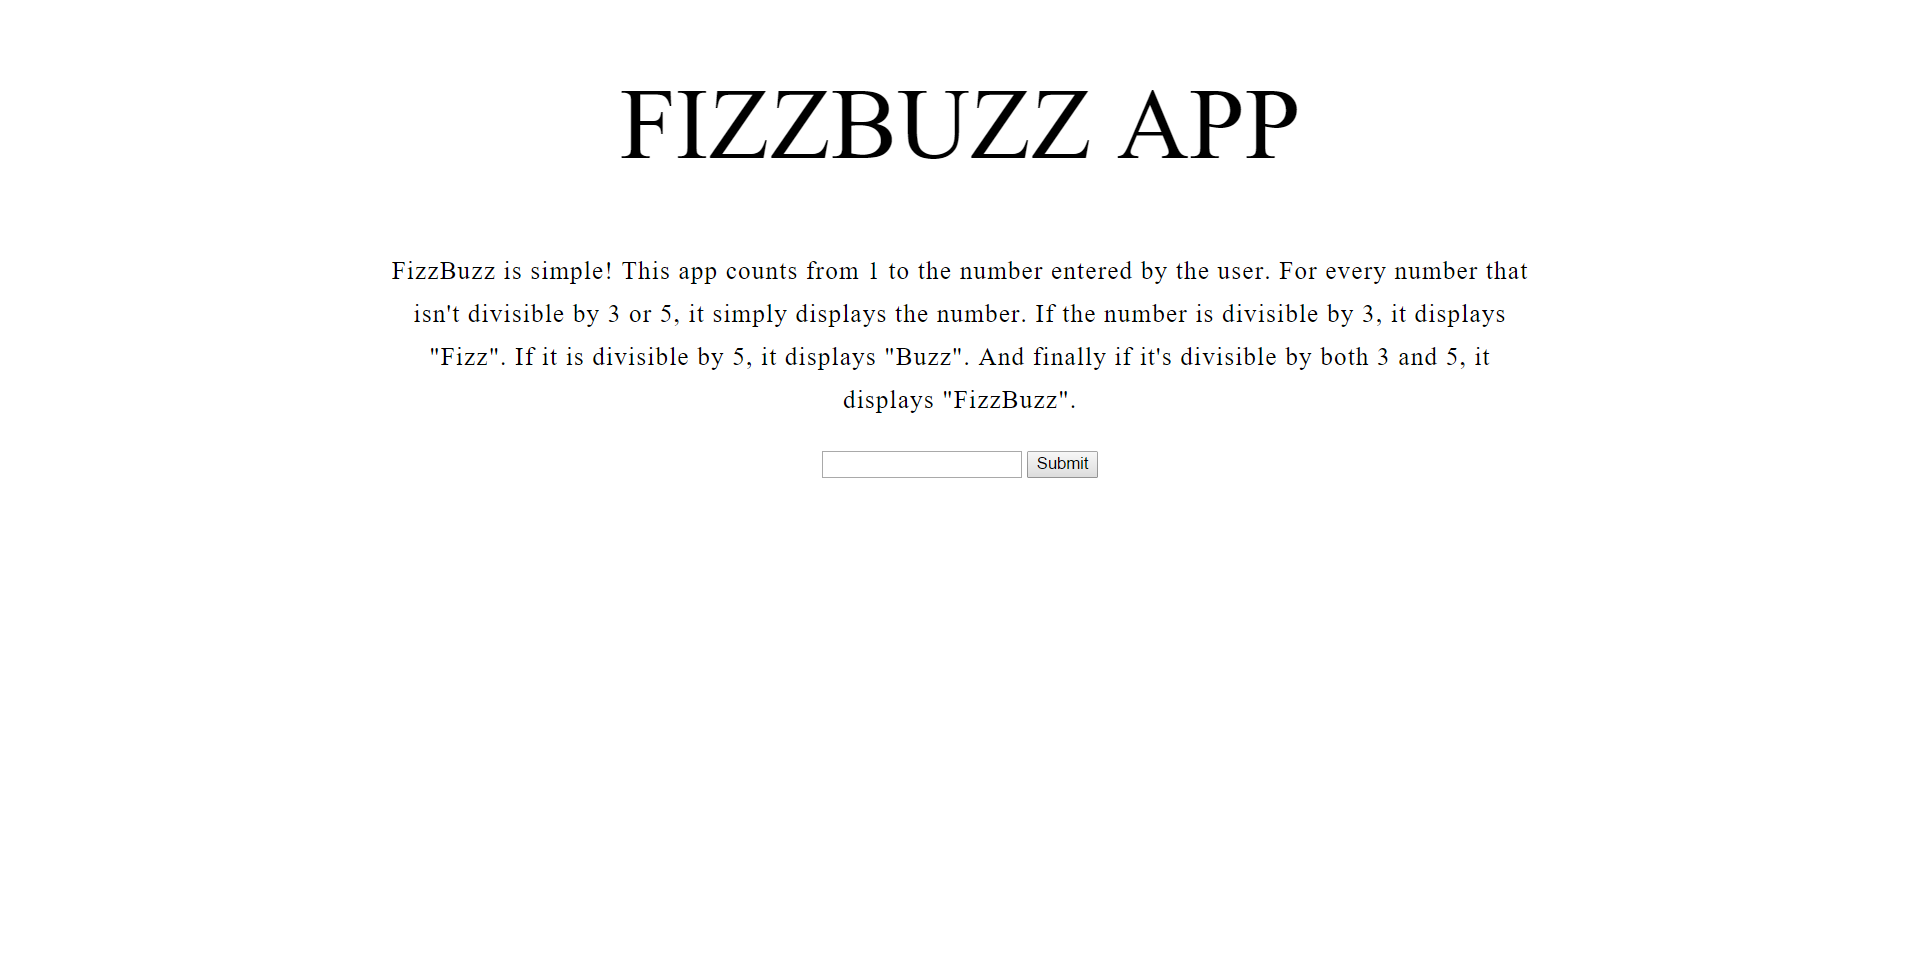 FIZZBUZZ APP
FizzBuzz is simple! This app counts from 1 to the number entered by the user. For every number that
isn't divisible by 3 or 5, it simply displays the number. If the number is divisible by 3, it displays
"Fizz". If it is divisible by 5, it displays "Buzz". And finally if it's divisible by both 3 and 5, it
displays "FizzBuzz".
Submit